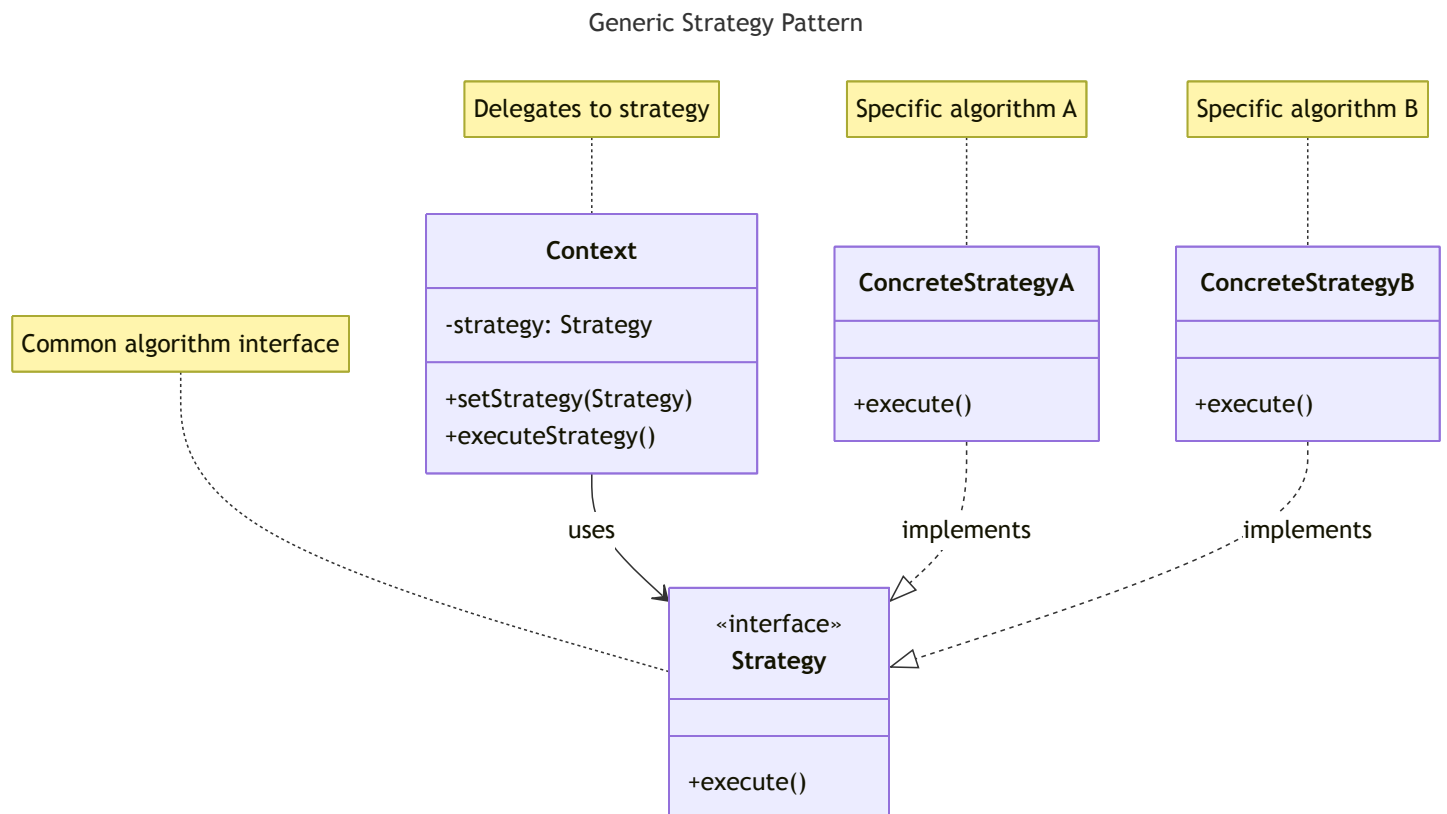 Generic Strategy Pattern
Delegates to strategy
Specific algorithm A
Specific algorithm B
Common algorithm interface
Context
-strategy: Strategy
+setStrategy(Strategy)
+executeStrategy()
ConcreteStrategyA
+execute()
ConcreteStrategyB
+execute()
uses
implements
implements
«interface»
Strategy
+execute()